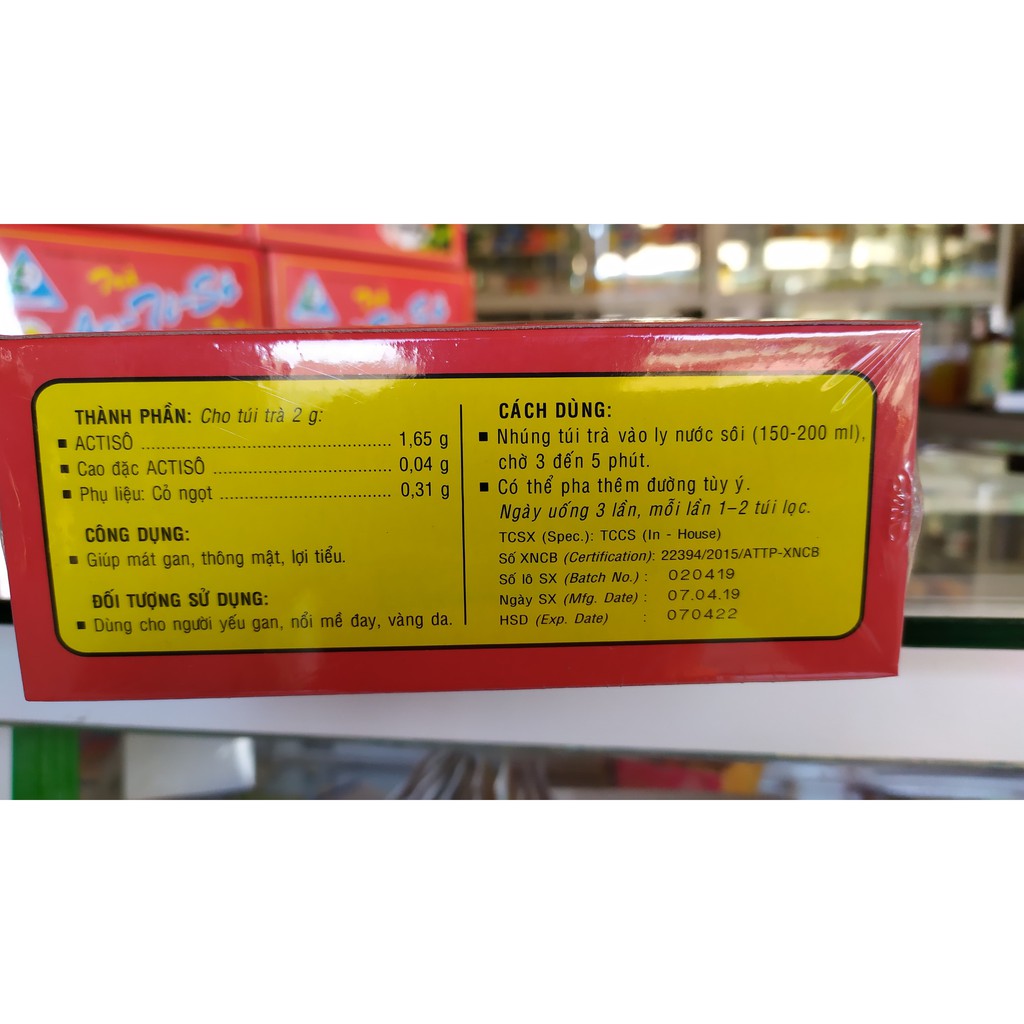 Trà
Ac-Ti-Sô
Trà
THÀNH PHẦN: Cho túi trà 2 g:
▪ ACTISÔ ........................................ 1,65 g
▪ Cao đặc ACTISÔ ............................ 0,04 g
▪ Phụ liệu: Cỏ ngọt ........................... 0,31 g
CÔNG DỤNG:
▪ Giúp mát gan, thông mật, lợi tiểu.
ĐỐI TƯỢNG SỬ DỤNG:
▪ Dùng cho người yếu gan, nổi mề đay, vàng da.
CÁCH DÙNG:
▪ Nhúng túi trà vào ly nước sôi (150-200 ml),
chờ 3 đến 5 phút.
▪ Có thể pha thêm đường tùy ý.
Ngày uống 3 lần, mỗi lần 1–2 túi lọc.
TCSX (Spec.): TCCS (In - House)
Số XNCB (Certification): 22394/2015/ATTP-XNCB
Số lô SX (Batch No.) : 020419
Ngày SX (Mfg. Date) : 07.04.19
HSD (Exp. Date) : 070422